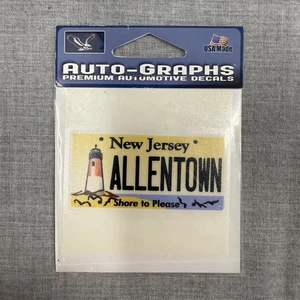 USA Made
AUTO-GRAPHS
PREMIUM AUTOMOTIVE DECALS
New Jersey
ALLENTOWN
Shore to Please